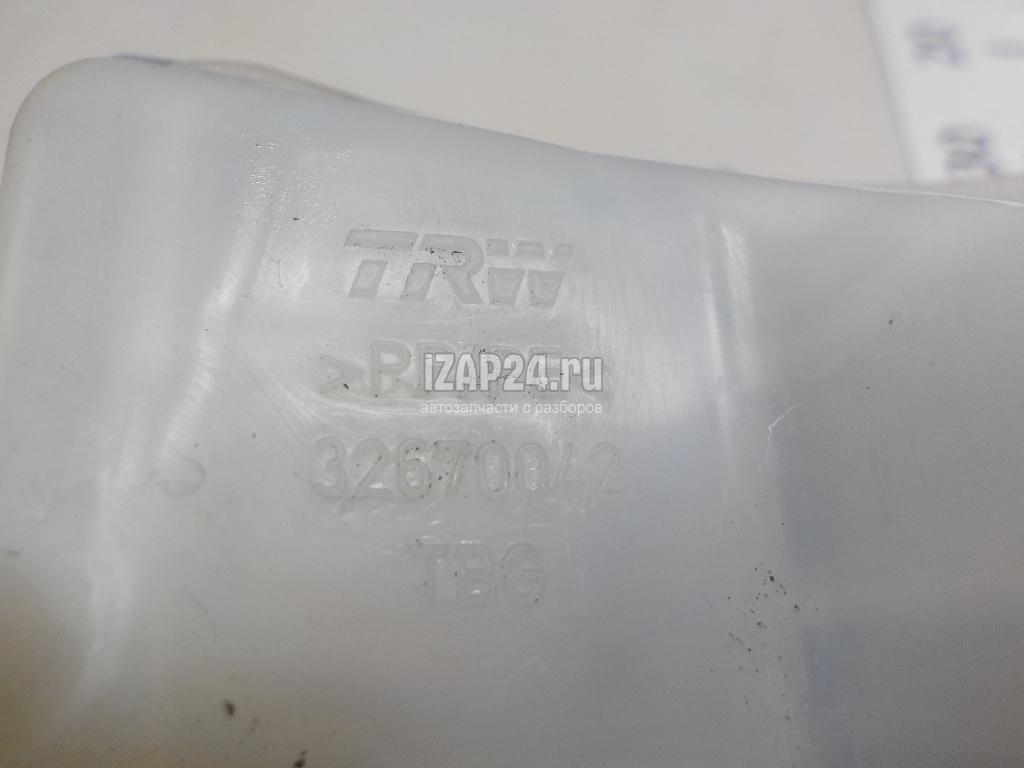 TRW
IZAP24.ru
автозапчасти с разборов
32670042
TBG